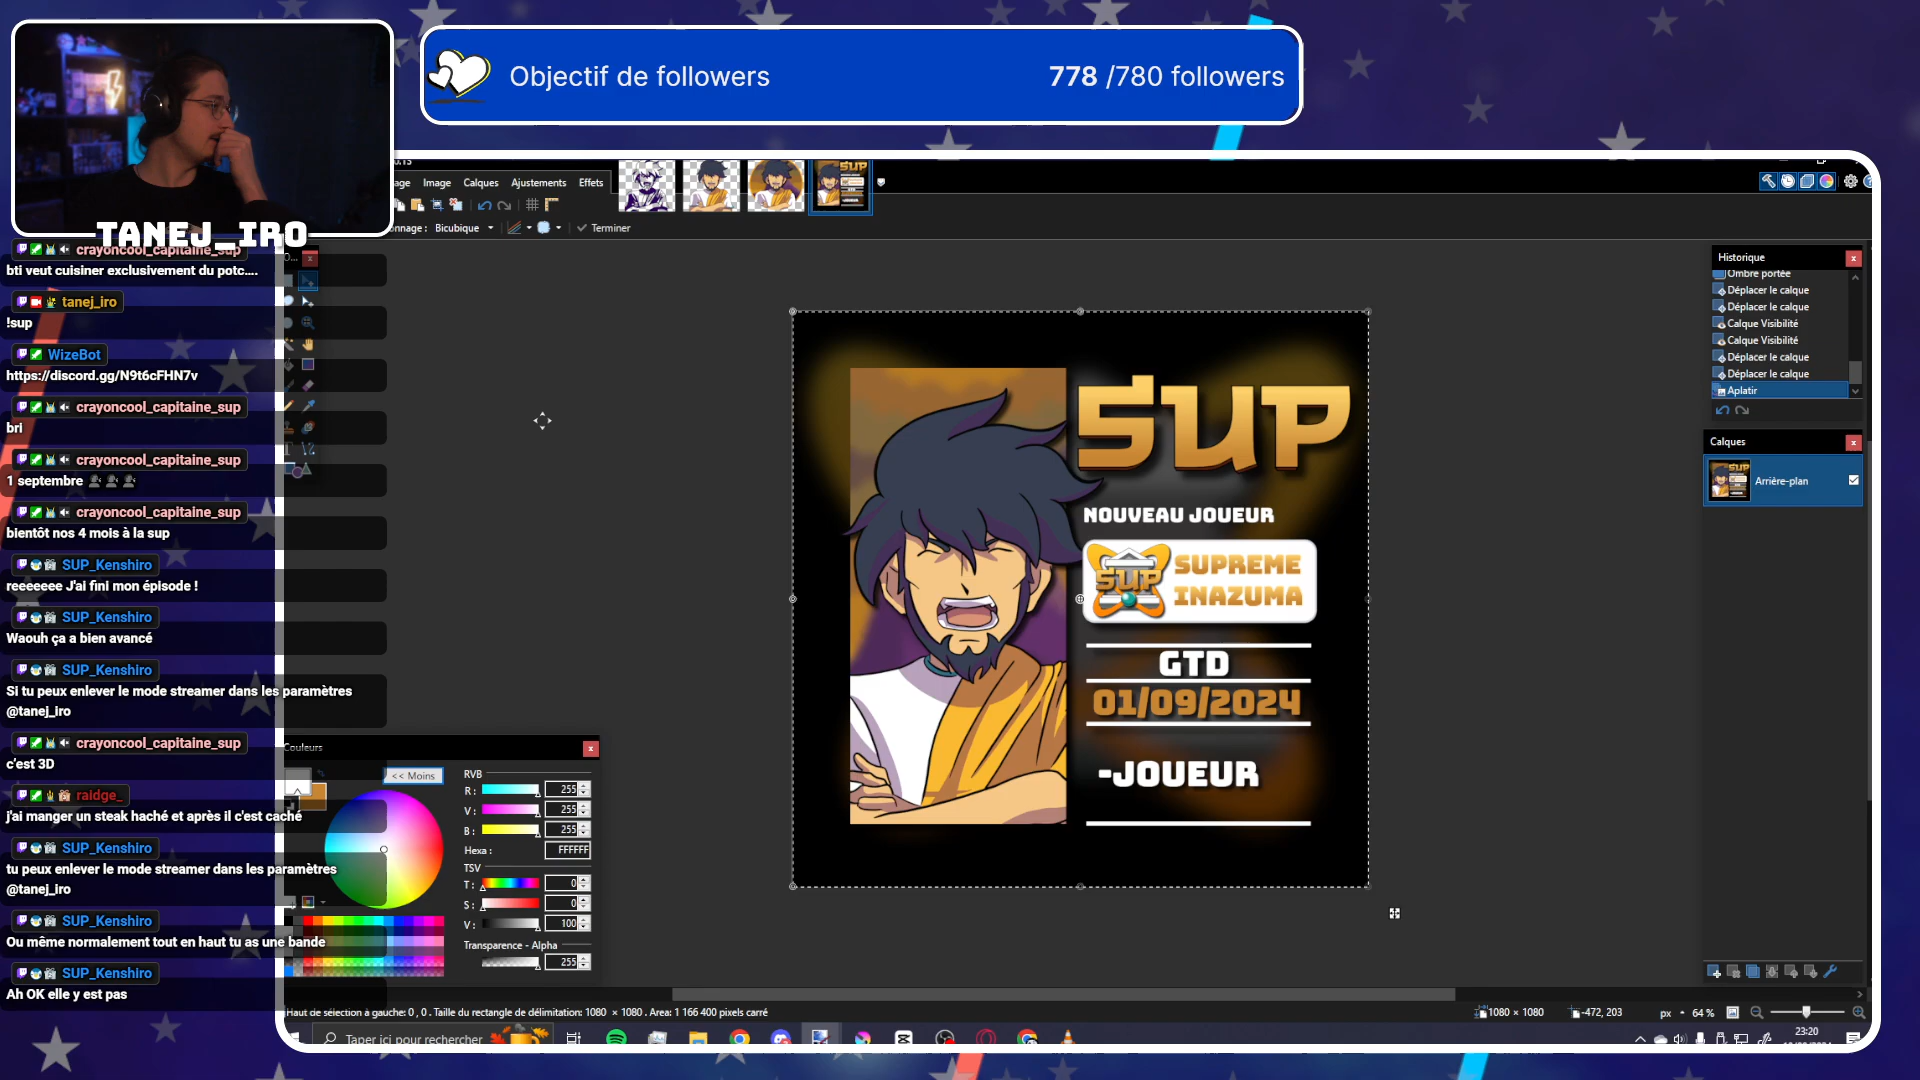 Objectif de followers
778 /780 followers
TANEJ_IRO
crayoncool_capitaine_sup
bti veut cuisiner exclusivement du potc....
tanej_iro
!sup
WizeBot
https://discord.gg/N9t6cFHN7v
crayoncool_capitaine_sup
bri
crayoncool_capitaine_sup
1 septembre
crayoncool_capitaine_sup
bientôt nos 4 mois à la sup
SUP_Kenshiro
reeeeeee J'ai fini mon épisode !
SUP_Kenshiro
Waouh ça a bien avancé
SUP_Kenshiro
Si tu peux enlever le mode streamer dans les paramètres
@tanej_iro
crayoncool_capitaine_sup
c'est 3D
raidge_
j'ai manger un steak haché et après il c'est caché
SUP_Kenshiro
tu peux enlever le mode streamer dans les paramètres
@tanej_iro
SUP_Kenshiro
Ou même normalement tout en haut tu as une bande
SUP_Kenshiro
Ah OK elle y est pas
age Image Calques Ajustements Effets
nnage : Bicubique Terminer
SUP
NOUVEAU JOUEUR
SUP
SUPREME
INAZUMA
GTD
01/09/2024
-JOUEUR
Historique
Ombre portée
Déplacer le calque
Déplacer le calque
Calque Visibilité
Calque Visibilité
Déplacer le calque
Déplacer le calque
Aplatir
Calques
Arrière-plan
Couleurs
<< Moins
RVB
R : 255
V : 255
B : 255
Hexa : FFFFFF
TSV
T : 0
S : 0
V : 100
Transparence - Alpha
255
Haut de sélection à gauche: 0 , 0 . Taille du rectangle de délimitation: 1080 × 1080 . Area: 1 166 400 pixels carré
1080 × 1080
-472, 203
px
64 %
Taper ici pour rechercher
23:20